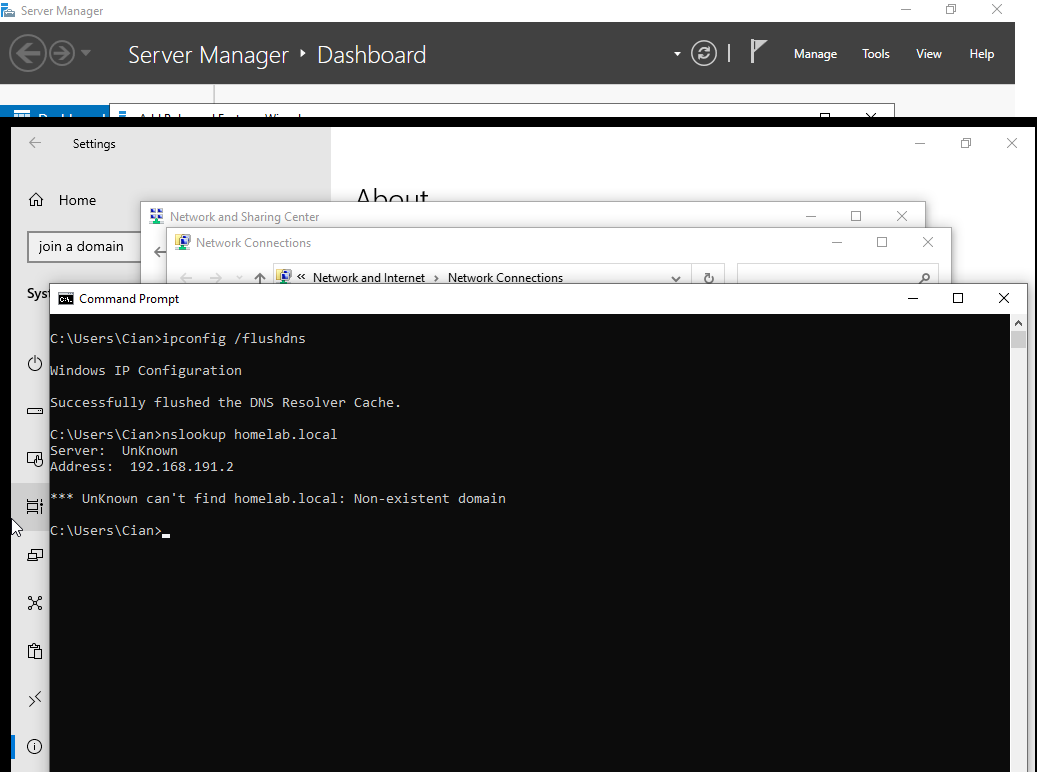 Server Manager
Server Manager · Dashboard
Manage Tools View Help
Settings
About
Home
Network and Sharing Center
Network Connections
join a domain
« Network and Internet › Network Connections
Command Prompt
C:\Users\Cian>ipconfig /flushdns
Windows IP Configuration
Successfully flushed the DNS Resolver Cache.
C:\Users\Cian>nslookup homelab.local
Server:  UnKnown
Address:  192.168.191.2
*** UnKnown can't find homelab.local: Non-existent domain
C:\Users\Cian>